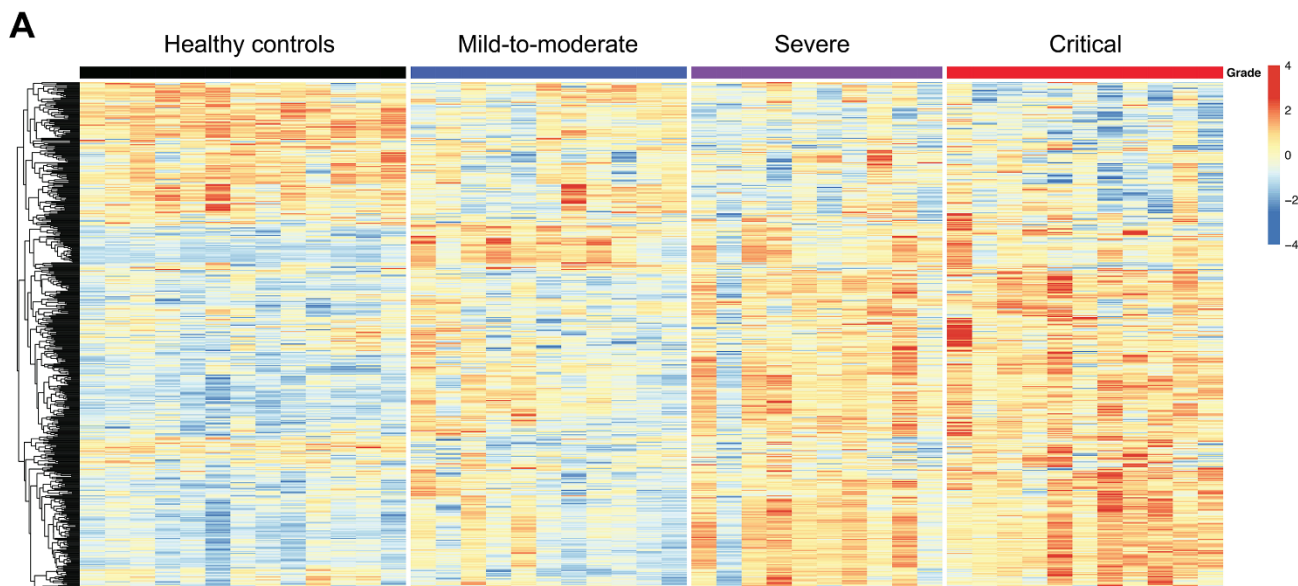 A
Healthy controls Mild-to-moderate Severe Critical
Grade
4
2
0
−2
−4